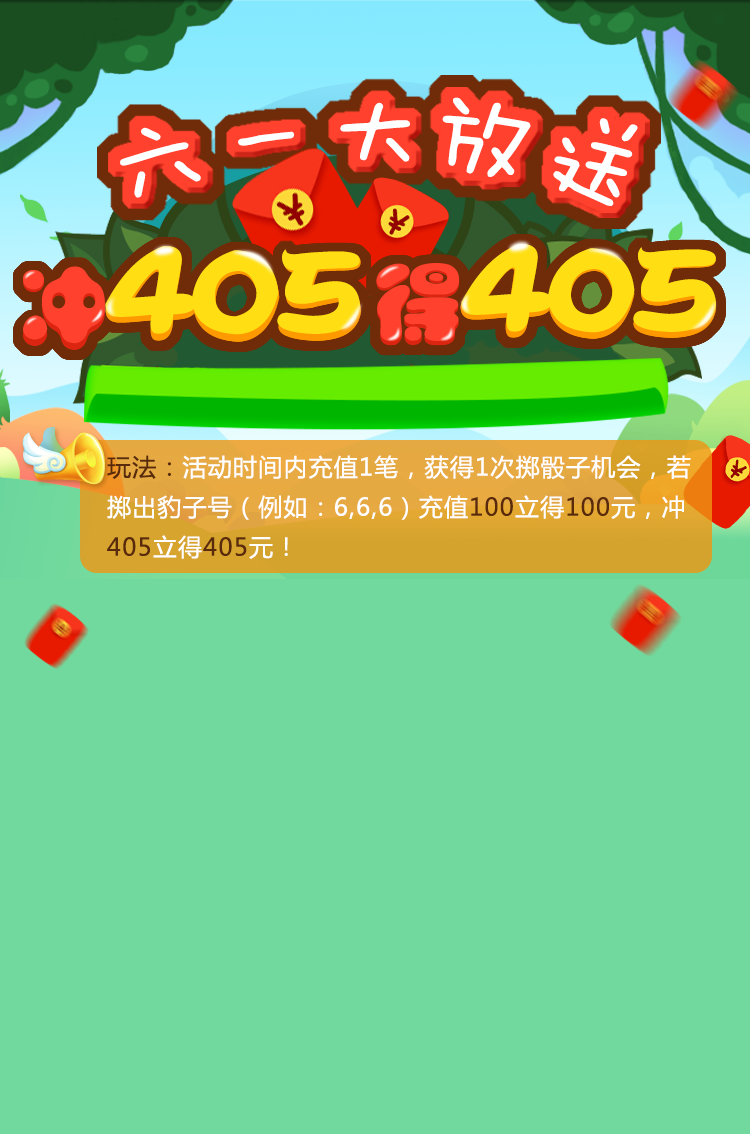 六一大放送
冲405得405
玩法：活动时间内充值1笔，获得1次掷骰子机会，若
掷出豹子号（例如：6,6,6）充值100立得100元，冲
405立得405元！